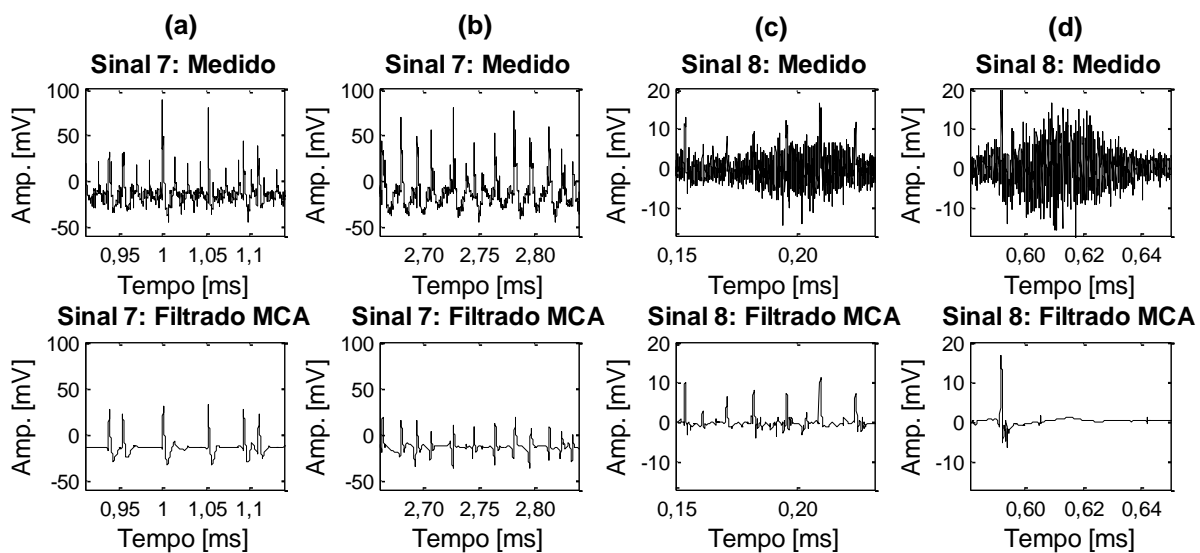 (a) (b) (c) (d)
Sinal 7: Medido Sinal 7: Medido Sinal 8: Medido Sinal 8: Medido
Amp. [mV] Amp. [mV] Amp. [mV] Amp. [mV]
100 100 20 20
50 50 10 10
0 0 0 0
-50 -50 -10 -10
0,95 1 1,05 1,1 2,70 2,75 2,80 0,15 0,20 0,60 0,62 0,64
Tempo [ms] Tempo [ms] Tempo [ms] Tempo [ms]
Sinal 7: Filtrado MCA Sinal 7: Filtrado MCA Sinal 8: Filtrado MCA Sinal 8: Filtrado MCA
Amp. [mV] Amp. [mV] Amp. [mV] Amp. [mV]
100 100 20 20
50 50 10 10
0 0 0 0
-50 -50 -10 -10
0,95 1 1,05 1,1 2,70 2,75 2,80 0,15 0,20 0,60 0,62 0,64
Tempo [ms] Tempo [ms] Tempo [ms] Tempo [ms]